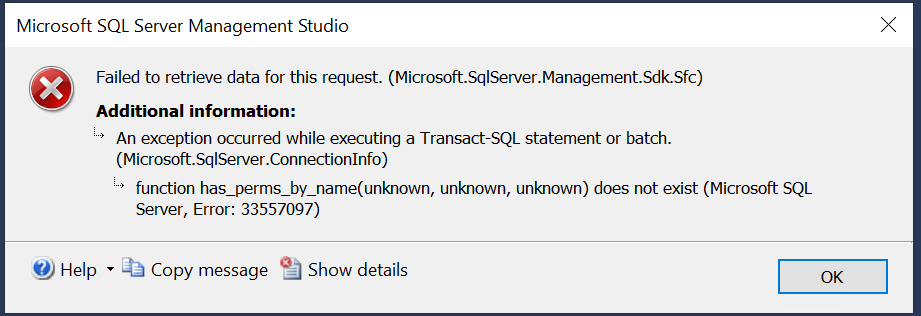 Microsoft SQL Server Management Studio
Failed to retrieve data for this request. (Microsoft.SqlServer.Management.Sdk.Sfc)
Additional information:
An exception occurred while executing a Transact-SQL statement or batch.
(Microsoft.SqlServer.ConnectionInfo)
function has_perms_by_name(unknown, unknown, unknown) does not exist (Microsoft SQL
Server, Error: 33557097)
Help Copy message Show details
OK